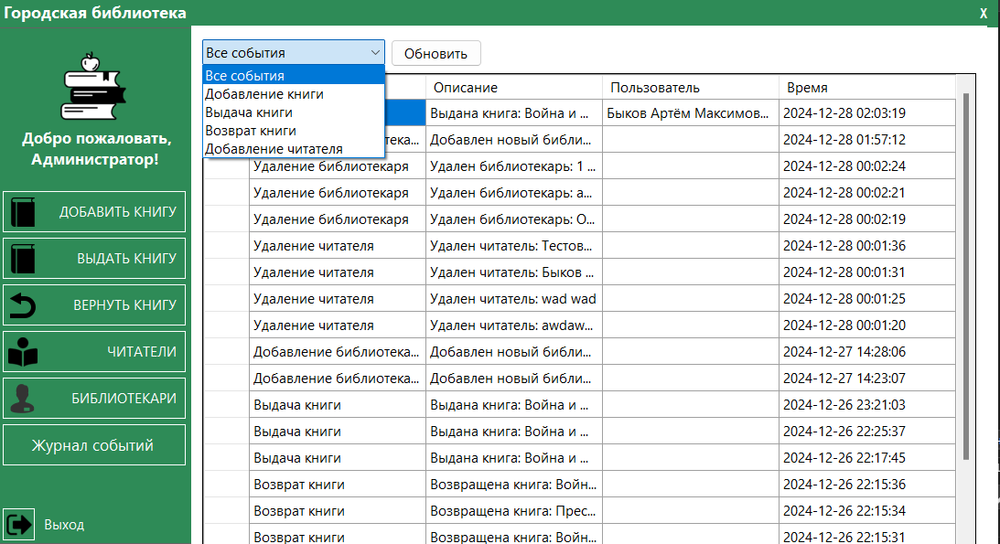 Городская библиотека
X
Добро пожаловать,
Администратор!
ДОБАВИТЬ КНИГУ
ВЫДАТЬ КНИГУ
ВЕРНУТЬ КНИГУ
ЧИТАТЕЛИ
БИБЛИОТЕКАРИ
Журнал событий
Выход
Все события
Обновить
Все события
Добавление книги
Выдача книги
Возврат книги
Добавление читателя
Описание Пользователь Время
Выдана книга: Война и ... Быков Артём Максимов... 2024-12-28 02:03:19
тека... Добавлен новый библи... 2024-12-28 01:57:12
Удаление библиотекаря Удален библиотекарь: 1 ... 2024-12-28 00:02:24
Удаление библиотекаря Удален библиотекарь: а... 2024-12-28 00:02:21
Удаление библиотекаря Удален библиотекарь: О... 2024-12-28 00:02:19
Удаление читателя Удален читатель: Тестов... 2024-12-28 00:01:36
Удаление читателя Удален читатель: Быков ... 2024-12-28 00:01:31
Удаление читателя Удален читатель: wad wad 2024-12-28 00:01:25
Удаление читателя Удален читатель: awdaw... 2024-12-28 00:01:20
Добавление библиотека... Добавлен новый библи... 2024-12-27 14:28:06
Добавление библиотека... Добавлен новый библи... 2024-12-27 14:23:07
Выдача книги Выдана книга: Война и ... 2024-12-26 23:21:03
Выдача книги Выдана книга: Война и ... 2024-12-26 22:25:37
Выдача книги Выдана книга: Война и ... 2024-12-26 22:17:45
Возврат книги Возвращена книга: Войн... 2024-12-26 22:15:36
Возврат книги Возвращена книга: Прес... 2024-12-26 22:15:34
Возврат книги Возвращена книга: Войн... 2024-12-26 22:15:31